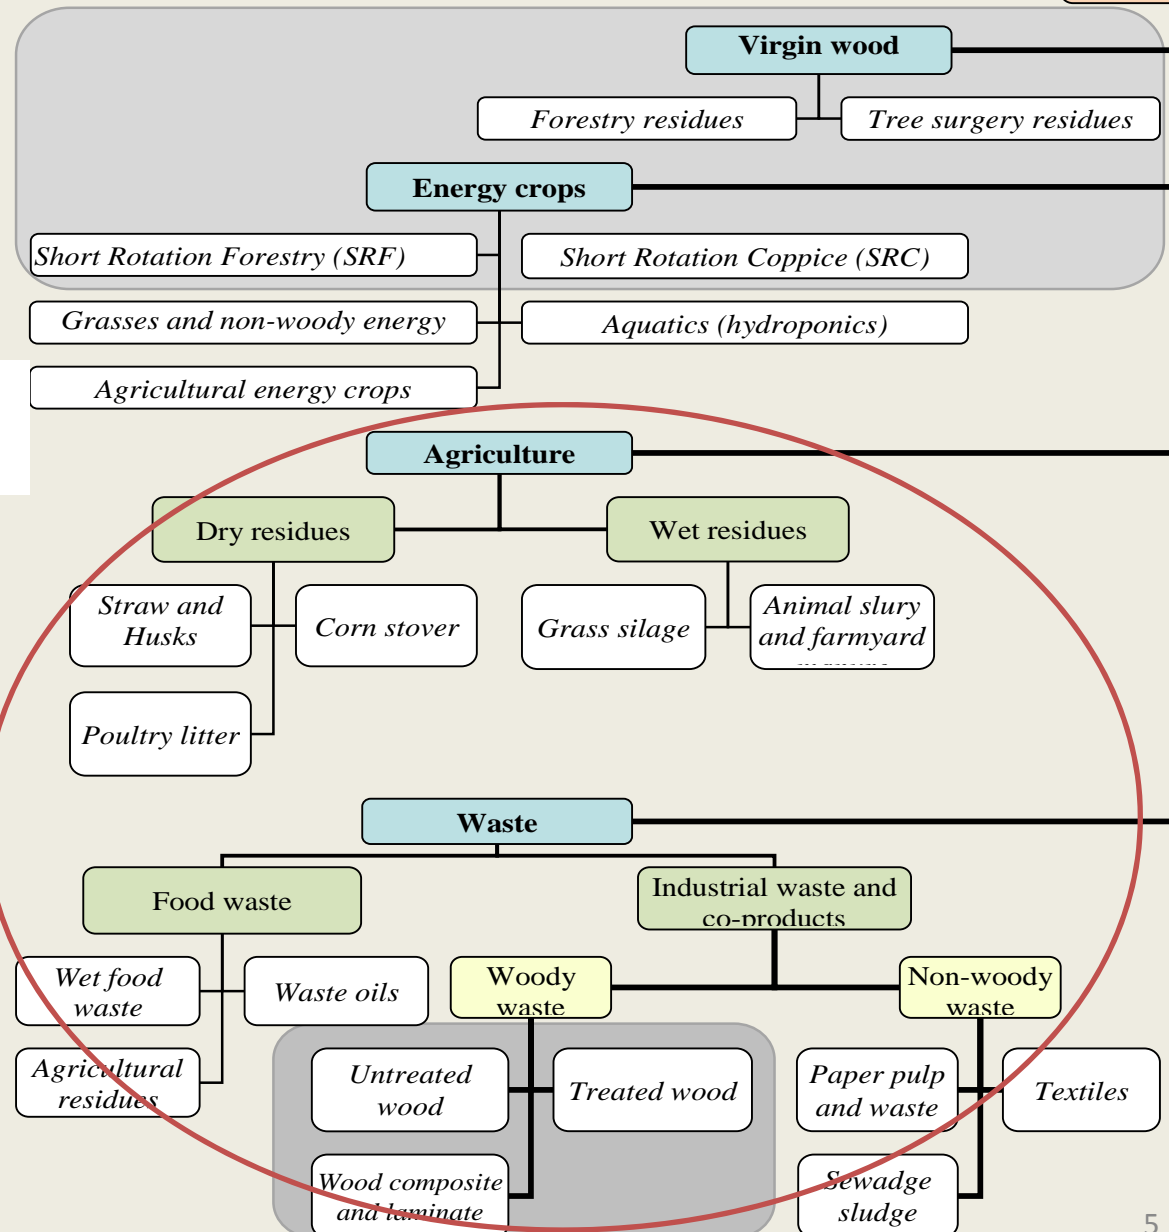 Virgin wood
Forestry residues
Tree surgery residues
Energy crops
Short Rotation Forestry (SRF)
Short Rotation Coppice (SRC)
Grasses and non-woody energy
Aquatics (hydroponics)
Agricultural energy crops
Agriculture
Dry residues
Wet residues
Straw and
Husks
Corn stover
Grass silage
Animal slury
and farmyard
Poultry litter
Waste
Food waste
Industrial waste and
co-products
Wet food
waste
Waste oils
Woody
waste
Non-woody
waste
Agricultural
residues
Untreated
wood
Treated wood
Paper pulp
and waste
Textiles
Wood composite
and laminate
Sewadge
sludge
5